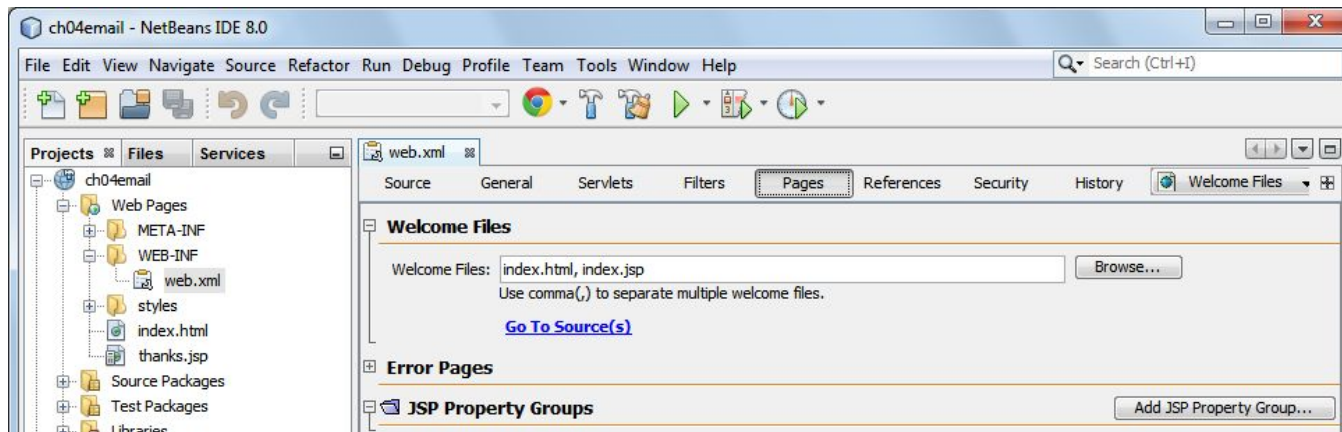 ch04email - NetBeans IDE 8.0
File Edit View Navigate Source Refactor Run Debug Profile Team Tools Window Help
Search (Ctrl+I)
Projects Files Services
ch04email
Web Pages
META-INF
WEB-INF
web.xml
styles
index.html
thanks.jsp
Source Packages
Test Packages
Libraries
web.xml
Source General Servlets Filters Pages References Security History Welcome Files
Welcome Files
Welcome Files: index.html, index.jsp Browse...
Use comma(,) to separate multiple welcome files.
Go To Source(s)
Error Pages
JSP Property Groups Add JSP Property Group...